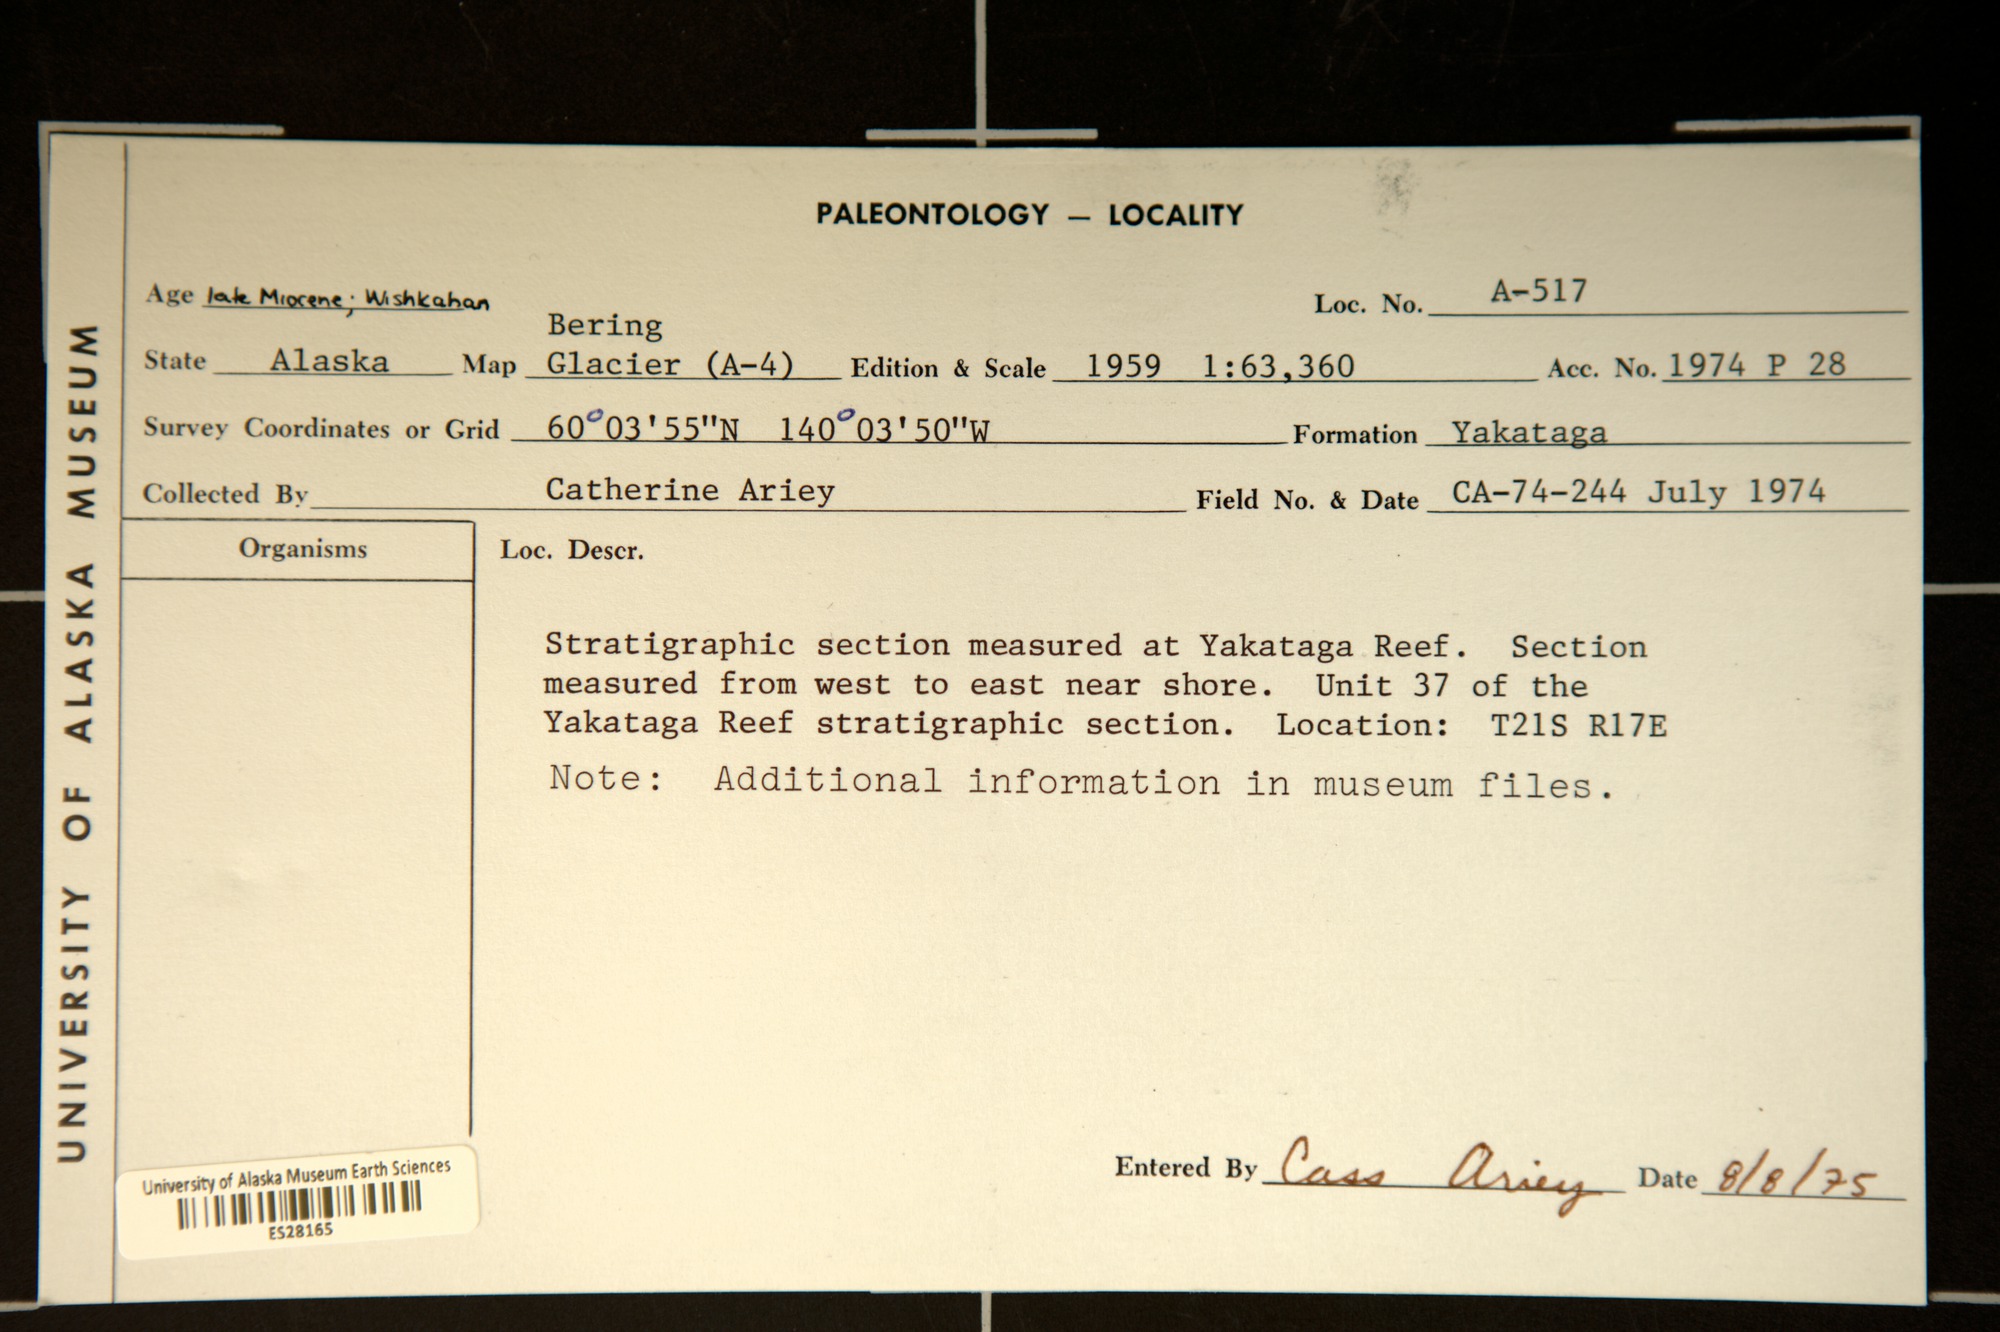 PALEONTOLOGY — LOCALITY
Age late Miocene; Wishkahan
Loc. No. A-517
Bering
State Alaska Map Glacier (A-4) Edition & Scale 1959 1:63,360 Acc. No. 1974 P 28
Survey Coordinates or Grid 60°03'55"N 140°03'50"W Formation Yakataga
Collected By Catherine Ariey Field No. & Date CA-74-244 July 1974
Organisms
Loc. Descr.
Stratigraphic section measured at Yakataga Reef. Section
measured from west to east near shore. Unit 37 of the
Yakataga Reef stratigraphic section. Location: T21S R17E
Note: Additional information in museum files.
Entered By Cass Ariey Date 8/8/75
UNIVERSITY OF ALASKA MUSEUM
University of Alaska Museum Earth Sciences
ES28165